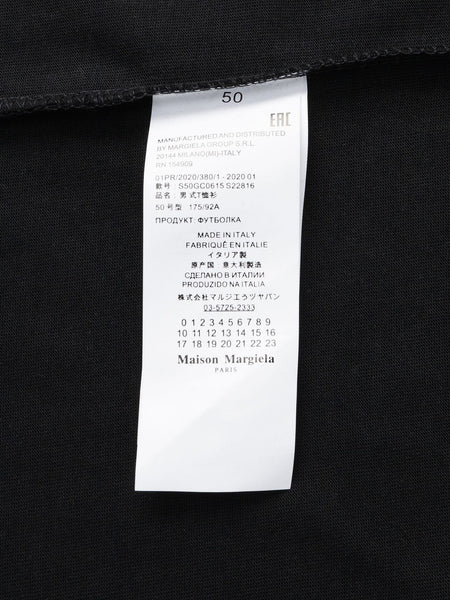 50
EAC
MANUFACTURED AND DISTRIBUTED
BY MARGIELA GROUP S.R.L.
20144 MILANO(MI)-ITALY
RN 154909
01PR/2020/380/1 - 2020 01
款号: S50GC0615 S22816
品名: 男式T恤衫
50 号型 175/92A
ПРОДУКТ: ФУТБОЛКА
MADE IN ITALY
FABRIQUÉ EN ITALIE
イタリア製
原产国: 意大利制造
СДЕЛАНО В ИТАЛИИ
PRODUZIDO NA ITALIA
株式会社マルジェラジャパン
03-5725-2333
0 1 2 3 4 5 6 7 8 9
10 11 12 13 14 15 16
17 18 19 20 21 22 23
Maison Margiela
PARIS